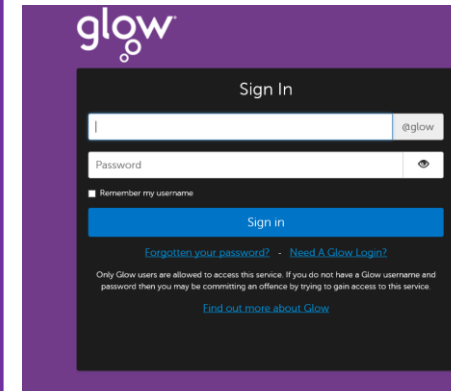 glow
Sign In
@glow
Password
Remember my username
Sign in
Forgotten your password? - Need A Glow Login?
Only Glow users are allowed to access this service. If you do not have a Glow username and
password then you may be committing an offence by trying to gain access to this service.
Find out more about Glow